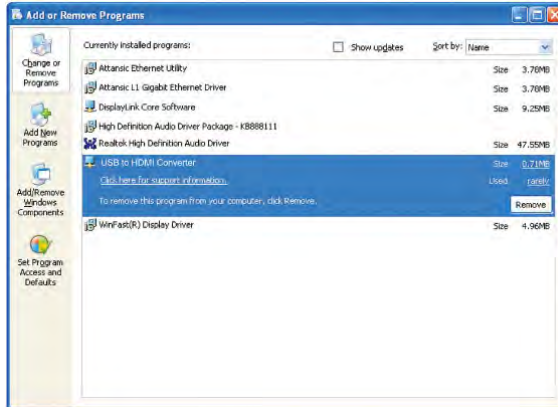 Add or Remove Programs
Change or
Remove
Programs
Add New
Programs
Add/Remove
Windows
Components
Set Program
Access and
Defaults
Currently installed programs: Show updates Sort by: Name
Attansic Ethernet Utility Size 3.78MB
Attansic L1 Gigabit Ethernet Driver Size 3.78MB
DisplayLink Core Software Size 9.25MB
High Definition Audio Driver Package - KB888111
Realtek High Definition Audio Driver Size 47.55MB
USB to HDMI Converter Size 0.71MB
Click here for support information. Used rarely
To remove this program from your computer, click Remove. Remove
WinFast(R) Display Driver Size 4.96MB